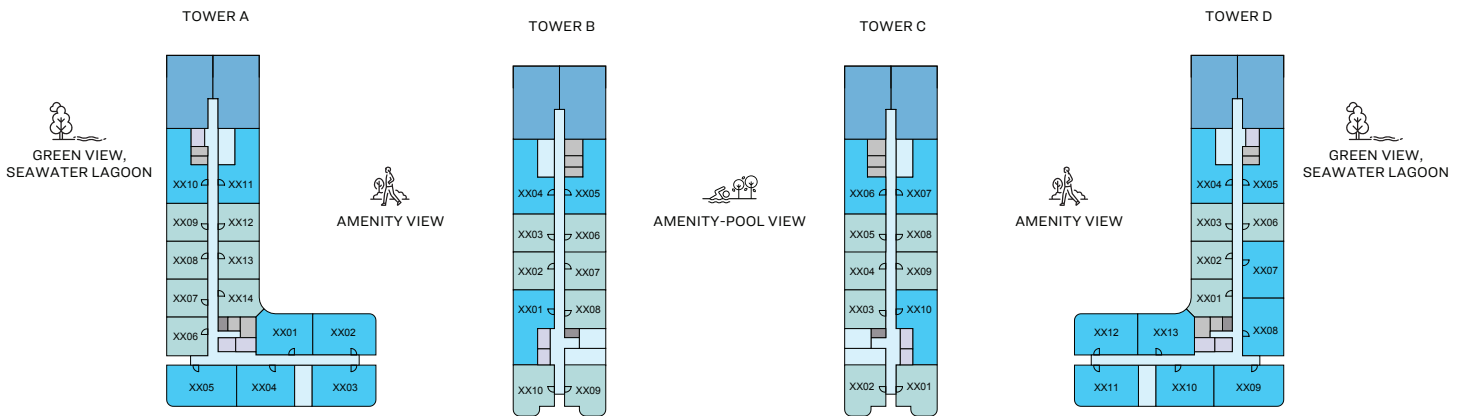 TOWER A
TOWER B
TOWER C
TOWER D
GREEN VIEW,
SEAWATER LAGOON
AMENITY VIEW
AMENITY-POOL VIEW
AMENITY VIEW
GREEN VIEW,
SEAWATER LAGOON
XX10 XX11
XX09 XX12
XX08 XX13
XX07 XX14
XX06 XX01 XX02
XX05 XX04 XX03
XX04 XX05
XX03 XX06
XX02 XX07
XX01 XX08
XX10 XX09
XX06 XX07
XX05 XX08
XX04 XX09
XX03 XX10
XX02 XX01
XX04 XX05
XX03 XX06
XX02 XX07
XX01
XX12 XX13 XX08
XX11 XX10 XX09